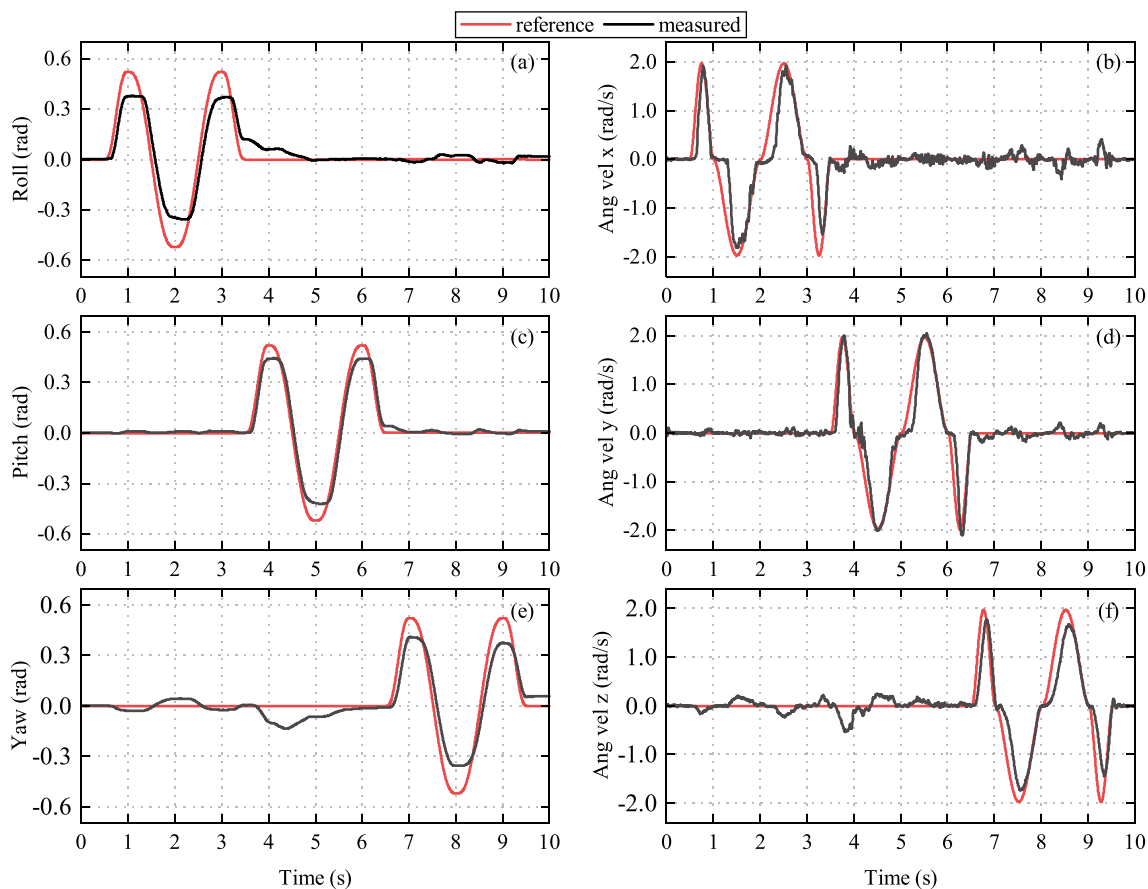 reference measured
(a)
Roll (rad)
0.6
0.3
0.0
-0.3
-0.6
0 1 2 3 4 5 6 7 8 9 10
(b)
Ang vel x (rad/s)
2.0
1.0
0.0
-1.0
-2.0
0 1 2 3 4 5 6 7 8 9 10
(c)
Pitch (rad)
0.6
0.3
0.0
-0.3
-0.6
0 1 2 3 4 5 6 7 8 9 10
(d)
Ang vel y (rad/s)
2.0
1.0
0.0
-1.0
-2.0
0 1 2 3 4 5 6 7 8 9 10
(e)
Yaw (rad)
0.6
0.3
0.0
-0.3
-0.6
0 1 2 3 4 5 6 7 8 9 10
Time (s)
(f)
Ang vel z (rad/s)
2.0
1.0
0.0
-1.0
-2.0
0 1 2 3 4 5 6 7 8 9 10
Time (s)